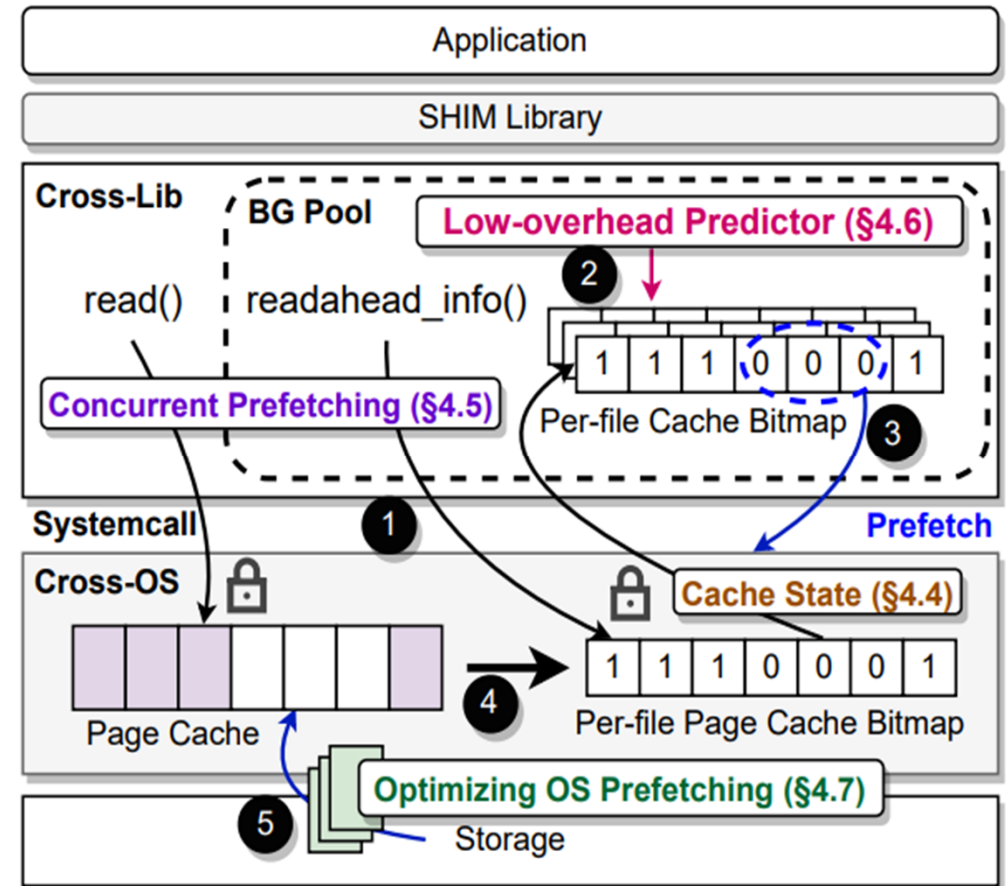 Application
SHIM Library
Cross-Lib
BG Pool
Low-overhead Predictor (§4.6)
2
read()
readahead_info()
1 1 1 0 0 0 1
Concurrent Prefetching (§4.5)
Per-file Cache Bitmap
3
Systemcall
1
Prefetch
Cross-OS
Cache State (§4.4)
1 1 1 0 0 0 1
4
Page Cache
Per-file Page Cache Bitmap
Optimizing OS Prefetching (§4.7)
5
Storage